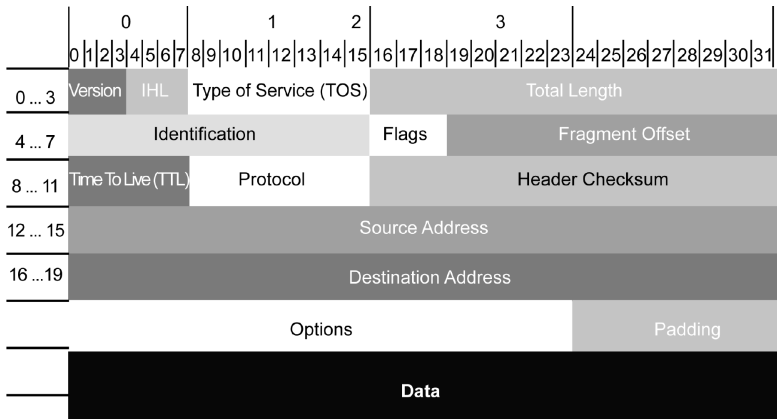 0 1 2 3
0 1 2 3 4 5 6 7 8 9 10 11 12 13 14 15 16 17 18 19 20 21 22 23 24 25 26 27 28 29 30 31
0 ... 3 Version IHL Type of Service (TOS) Total Length
4 ... 7 Identification Flags Fragment Offset
8 ... 11 Time To Live (TTL) Protocol Header Checksum
12 ... 15 Source Address
16 ...19 Destination Address
Options Padding
Data